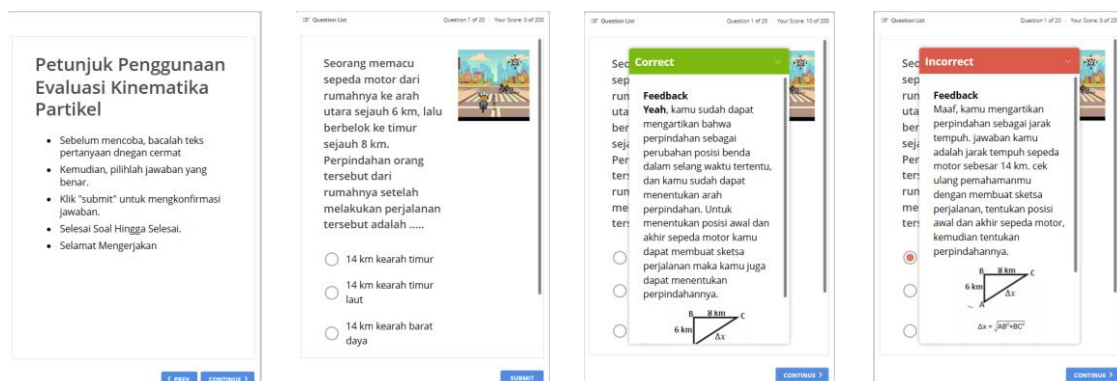 Petunjuk Penggunaan
Evaluasi Kinematika
Partikel
Sebelum mencoba, bacalah teks
pertanyaan dnegan cermat
Kemudian, pilihlah jawaban yang
benar.
Klik "submit" untuk mengkonfirmasi
jawaban.
Selesai Soal Hingga Selesai.
Selamat Mengerjakan
< PREV
CONTINUE >
Question List
Question 1 of 20
Your Score: 0 of 200
Seorang memacu
sepeda motor dari
rumahnya ke arah
utara sejauh 6 km, lalu
berbelok ke timur
sejauh 8 km.
Perpindahan orang
tersebut dari
rumahnya setelah
melakukan perjalanan
tersebut adalah .....
14 km kearah timur
14 km kearah timur
laut
14 km kearah barat
daya
SUBMIT
Question List
Question 1 of 20
Your Score: 10 of 200
Correct
Feedback
Yeah, kamu sudah dapat
mengartikan bahwa
perpindahan sebagai
perubahan posisi benda
dalam selang waktu tertentu,
dan kamu sudah dapat
menentukan arah
perpindahan. Untuk
menentukan posisi awal dan
akhir sepeda motor kamu
dapat membuat sketsa
perjalanan maka kamu juga
dapat menentukan
perpindahannya.
B 8 km C
6 km
Δx
CONTINUE >
Question List
Question 1 of 20
Your Score: 0 of 200
Incorrect
Feedback
Maaf, kamu mengartikan
perpindahan sebagai jarak
tempuh. jawaban kamu
adalah jarak tempuh sepeda
motor sebesar 14 km. cek
ulang pemahamanmu
dengan membuat sketsa
perjalanan, tentukan posisi
awal dan akhir sepeda motor,
kemudian tentukan
perpindahannya.
B 8 km C
6 km
Δx
A
Δx = √AB²+BC²
CONTINUE >